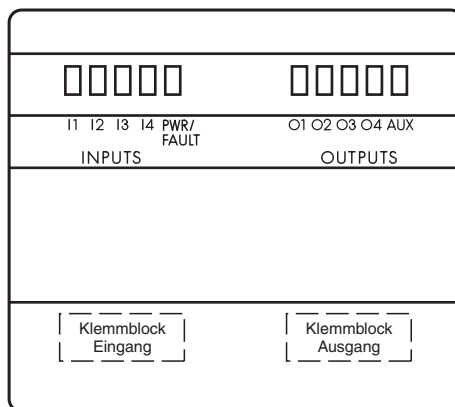 I1 I2 I3 I4 PWR/
FAULT
INPUTS
O1 O2 O3 O4 AUX
OUTPUTS
Klemmblock
Eingang
Klemmblock
Ausgang